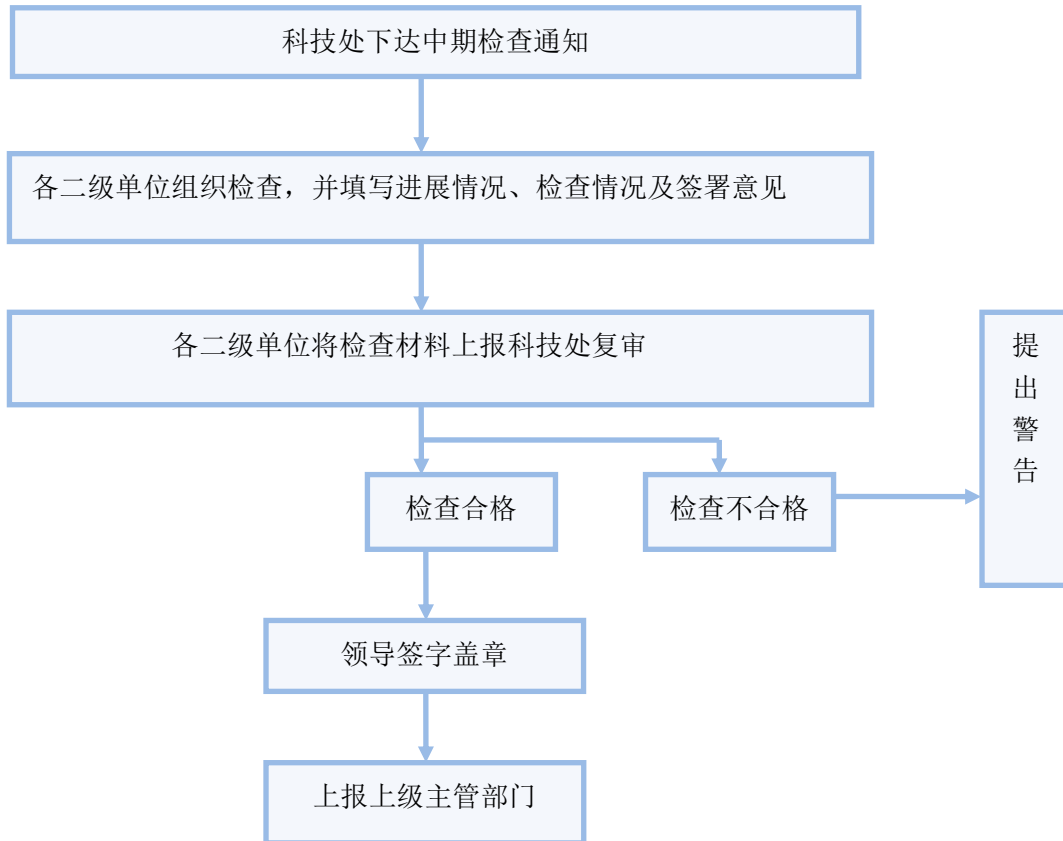 科技处下达中期检查通知
各二级单位组织检查，并填写进展情况、检查情况及签署意见
各二级单位将检查材料上报科技处复审
检查合格
检查不合格
提
出
警
告
领导签字盖章
上报上级主管部门